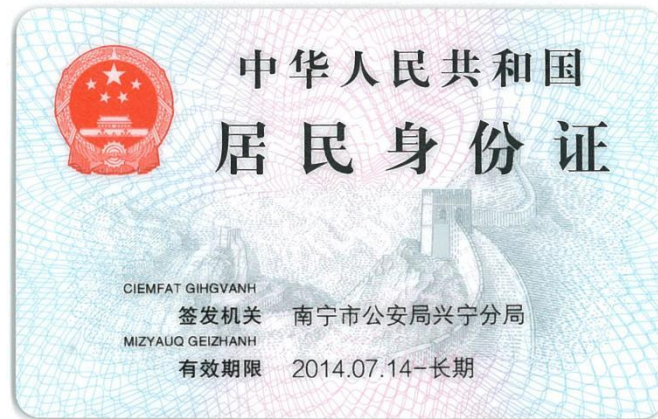 中华人民共和国
居民身份证
CIEMFAT GIHGVANH
签发机关 南宁市公安局兴宁分局
MIZYAUQ GEIZHANH
有效期限 2014.07.14-长期